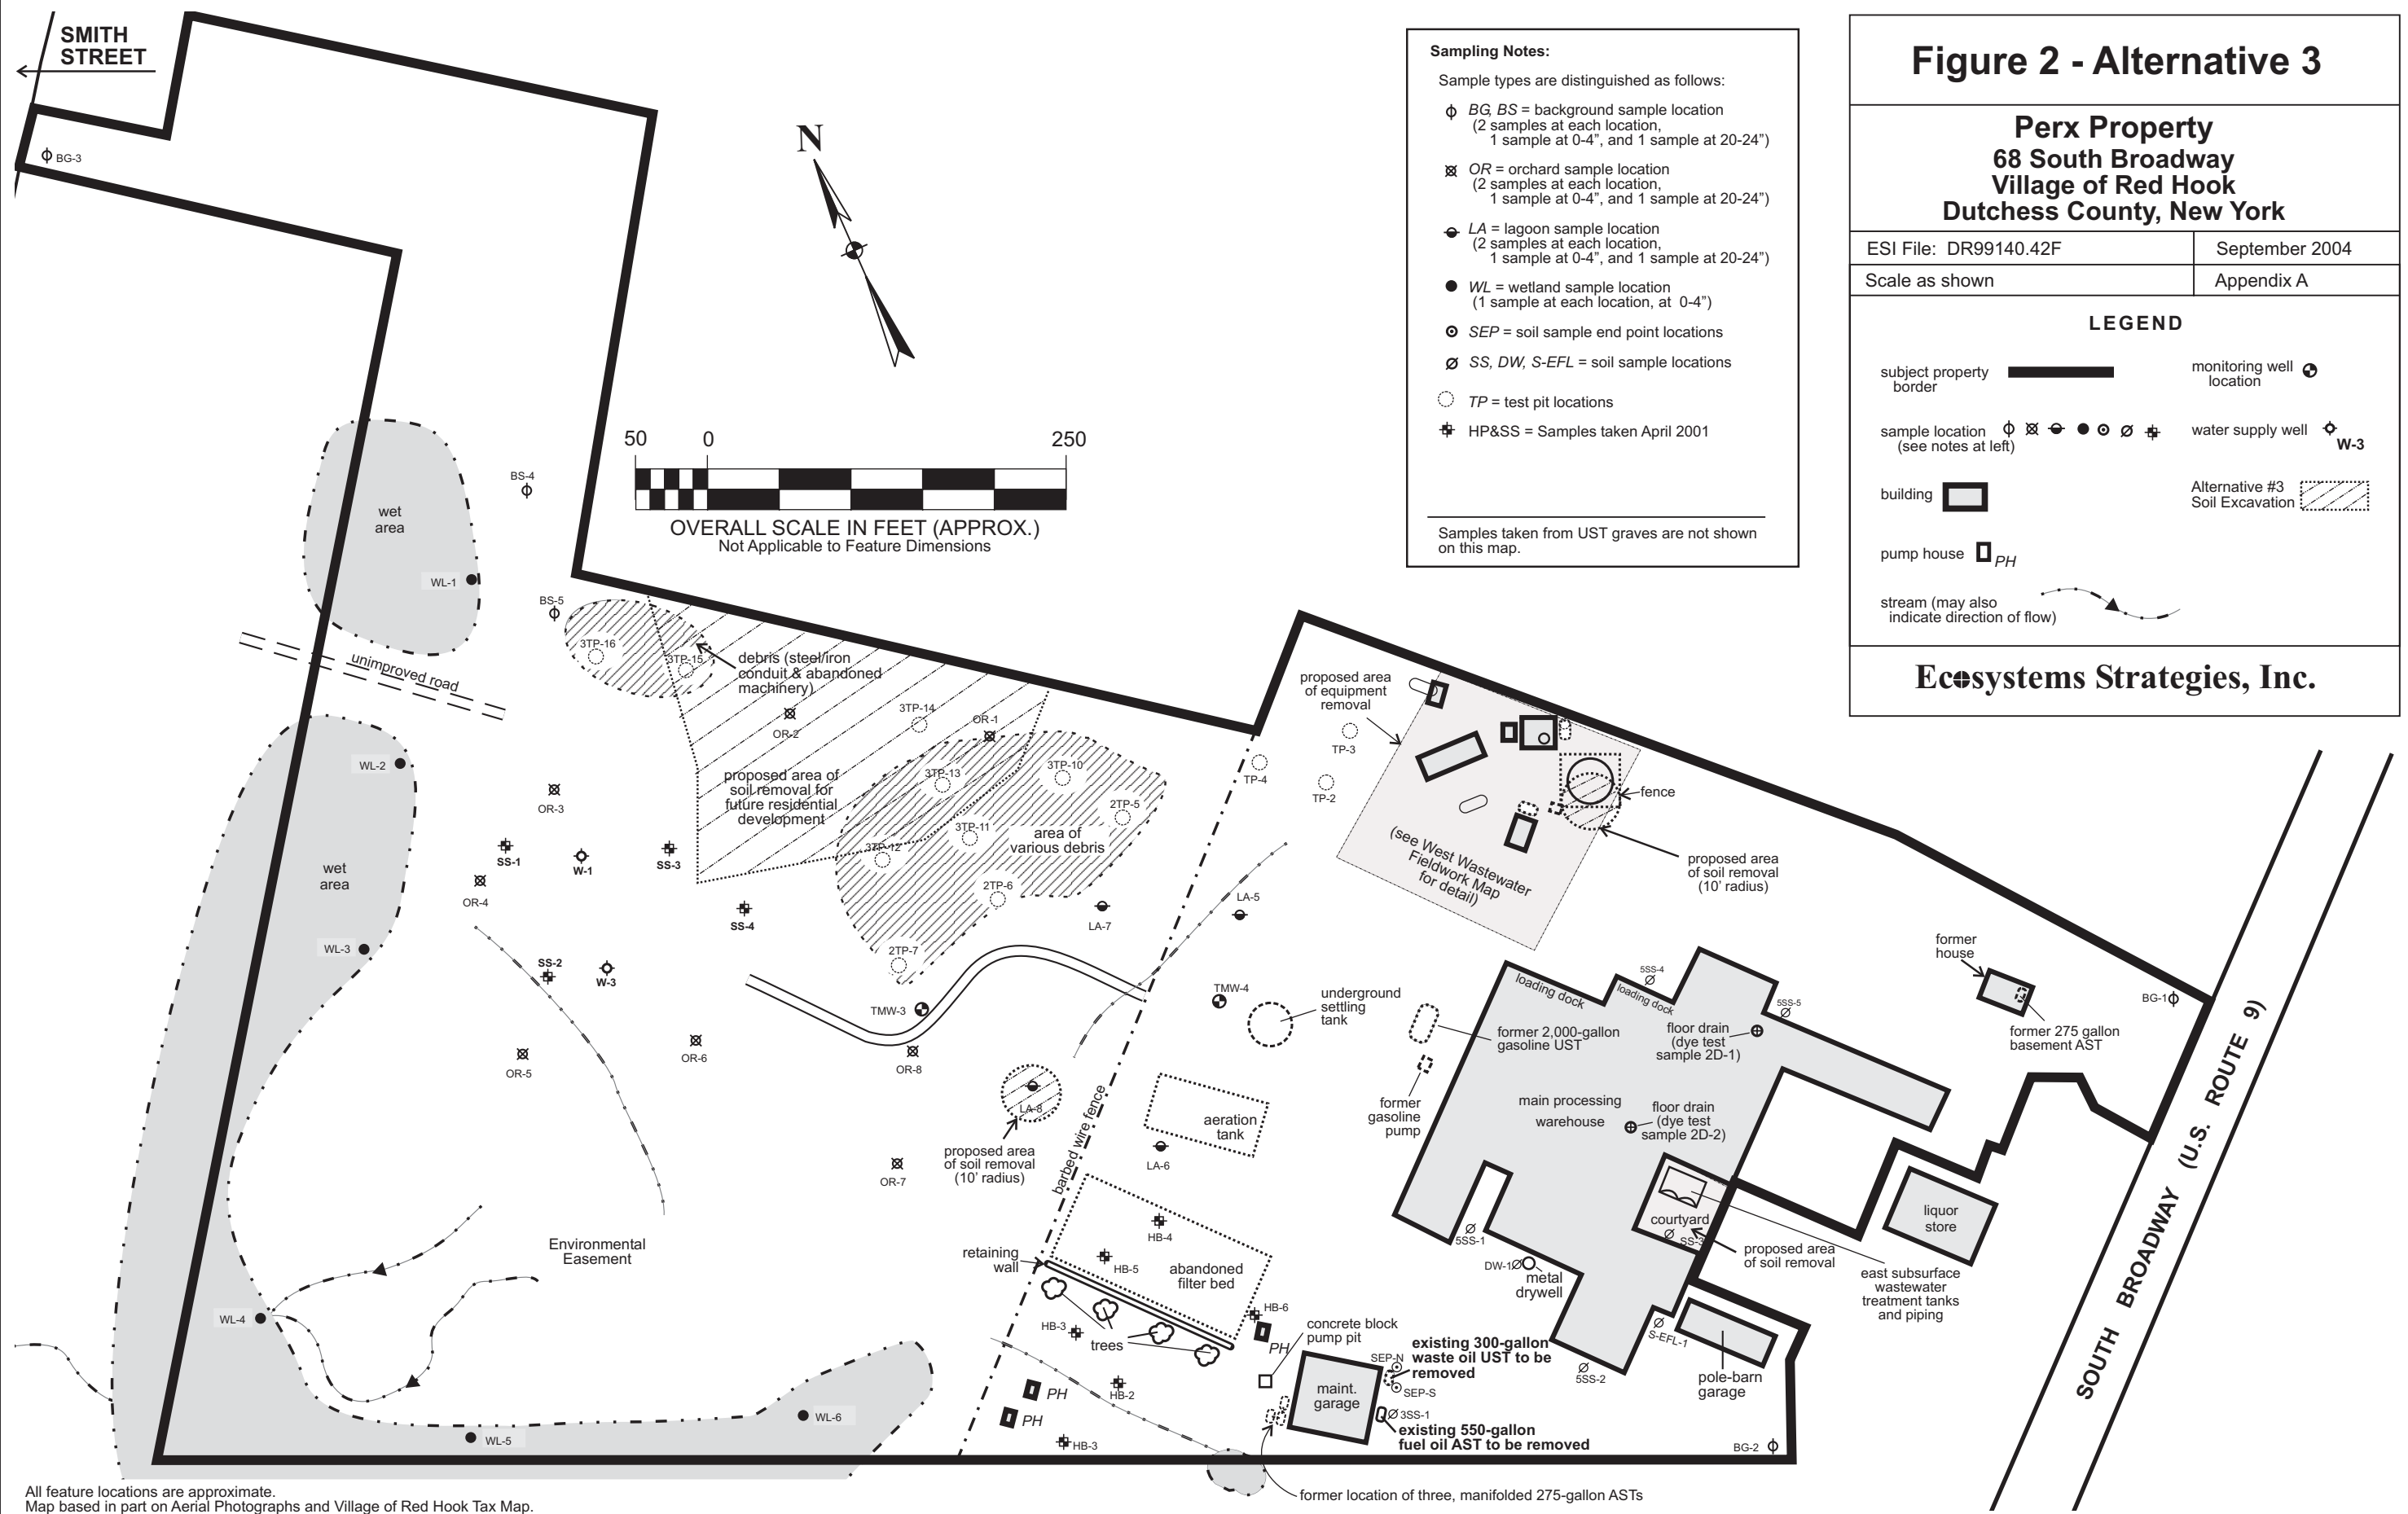 SMITH
STREET
BG-3
N
50 0 250
OVERALL SCALE IN FEET (APPROX.)
Not Applicable to Feature Dimensions
Sampling Notes:
Sample types are distinguished as follows:
BG, BS = background sample location
(2 samples at each location,
1 sample at 0-4”, and 1 sample at 20-24”)
OR = orchard sample location
(2 samples at each location,
1 sample at 0-4”, and 1 sample at 20-24”)
LA = lagoon sample location
(2 samples at each location,
1 sample at 0-4”, and 1 sample at 20-24”)
WL = wetland sample location
(1 sample at each location, at 0-4”)
SEP = soil sample end point locations
SS, DW, S-EFL = soil sample locations
TP = test pit locations
HP&SS = Samples taken April 2001
Samples taken from UST graves are not shown
on this map.
Figure 2 - Alternative 3
Perx Property
68 South Broadway
Village of Red Hook
Dutchess County, New York
ESI File: DR99140.42F
September 2004
Scale as shown
Appendix A
LEGEND
subject property
border
monitoring well
location
sample location
(see notes at left)
water supply well
W-3
building
Alternative #3
Soil Excavation
pump house
PH
stream (may also
indicate direction of flow)
Ecosystems Strategies, Inc.
BS-4
wet
area
WL-1
BS-5
unimproved road
3TP-16
3TP-15
debris (steel/iron
conduit & abandoned
machinery)
OR-2
3TP-14
OR-1
proposed area of
soil removal for
future residential
development
3TP-13
3TP-10
2TP-5
3TP-11
3TP-12
area of
various debris
2TP-6
2TP-7
WL-2
OR-3
SS-1
W-1
SS-3
wet
area
OR-4
SS-4
WL-3
SS-2
W-3
LA-7
LA-5
TMW-3
TMW-4
OR-5
OR-6
OR-8
LA-8
OR-7
proposed area
of soil removal
(10’ radius)
barbed wire fence
proposed area
of equipment
removal
TP-3
TP-4
TP-2
fence
(see West Wastewater
Fieldwork Map
for detail)
proposed area
of soil removal
(10’ radius)
underground
settling
tank
former 2,000-gallon
gasoline UST
former
gasoline
pump
aeration
tank
LA-6
loading dock
loading dock
5SS-4
5SS-5
floor drain
(dye test
sample 2D-1)
main processing
warehouse
floor drain
(dye test
sample 2D-2)
former
house
BG-1
former 275 gallon
basement AST
SOUTH BROADWAY (U.S. ROUTE 9)
liquor
store
courtyard
SS-3
proposed area
of soil removal
east subsurface
wastewater
treatment tanks
and piping
5SS-1
DW-1
metal
drywell
S-EFL-1
5SS-2
pole-barn
garage
BG-2
Environmental
Easement
retaining
wall
HB-4
HB-5
abandoned
filter bed
HB-6
PH
HB-3
trees
concrete block
pump pit
HB-2
PH
PH
HB-3
maint.
garage
SEP-N
existing 300-gallon
waste oil UST to be
removed
SEP-S
3SS-1
existing 550-gallon
fuel oil AST to be removed
former location of three, manifolded 275-gallon ASTs
WL-4
WL-5
WL-6
All feature locations are approximate.
Map based in part on Aerial Photographs and Village of Red Hook Tax Map.